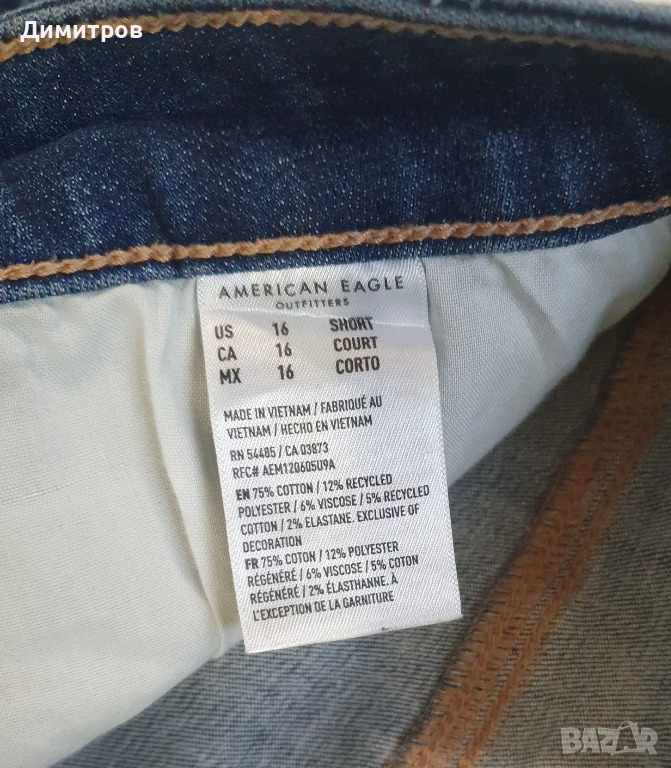 Димитров
AMERICAN EAGLE
OUTFITTERS
US 16 SHORT
CA 16 COURT
MX 16 CORTO
MADE IN VIETNAM / FABRIQUÉ AU
VIETNAM / HECHO EN VIETNAM
RN 54485 / CA 03873
RFC# AEM12060509A
EN 75% COTTON / 12% RECYCLED
POLYESTER / 6% VISCOSE / 5% RECYCLED
COTTON / 2% ELASTANE. EXCLUSIVE OF
DECORATION
FR 75% COTON / 12% POLYESTER
RÉGÉNÉRÉ / 6% VISCOSE / 5% COTON
RÉGÉNÉRÉ / 2% ÉLASTHANNE. À
L'EXCEPTION DE LA GARNITURE
BAZAR